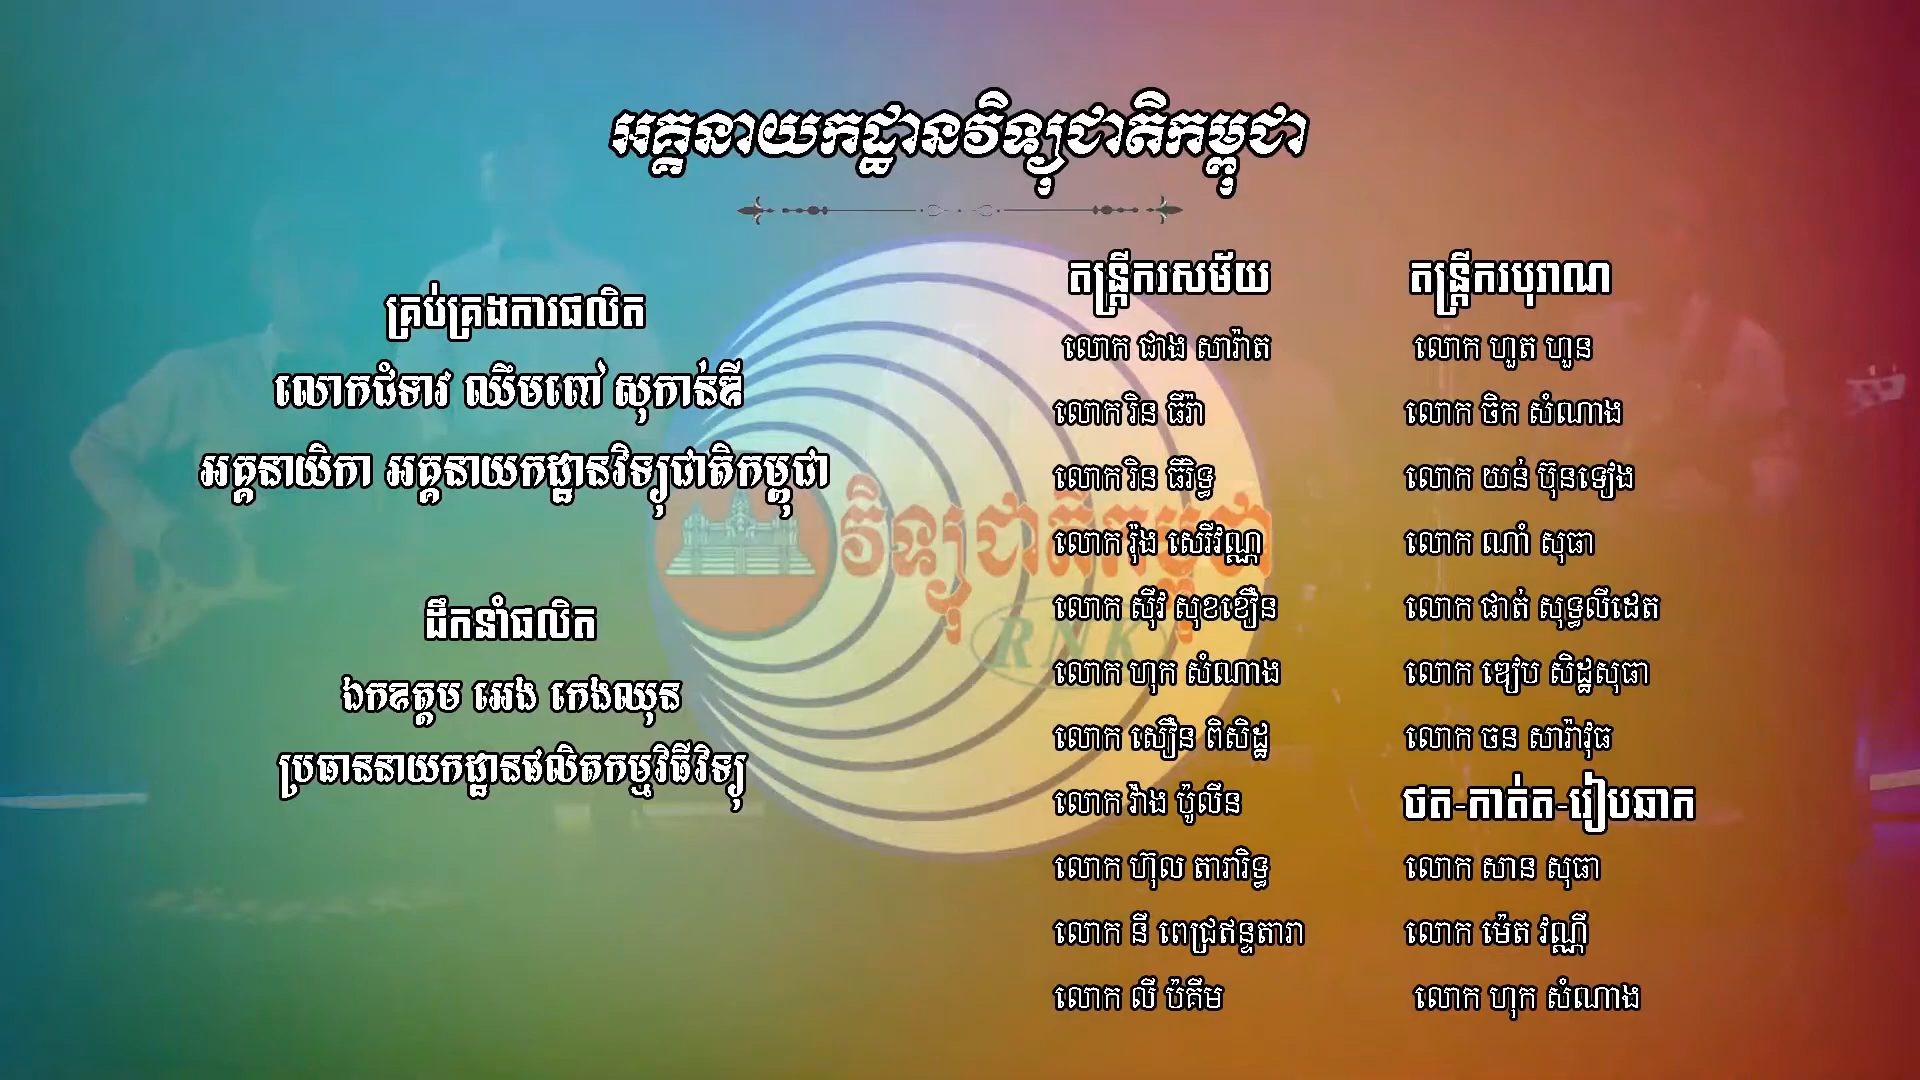 អគ្គនាយកដ្ឋានវិទ្យុជាតិកម្ពុជា
គ្រប់គ្រងការផលិត
លោកជំទាវ ឈឹមពៅ សុកាន់ឌី
អគ្គនាយិកា អគ្គនាយកដ្ឋានវិទ្យុជាតិកម្ពុជា
ដឹកនាំផលិត
ឯកឧត្តម អេង កេងឈុន
ប្រធាននាយកដ្ឋានផលិតកម្មវិធីវិទ្យុ
តន្ត្រីករសម័យ
លោក ជាង សារ៉ាត
លោក រិន ធីរ៉ា
លោក រិន ធីរិទ្ធ
លោក រ៉ុង សេរីវណ្ណ
លោក ស៊ីវ សុខខឿន
លោក ហុក សំណាង
លោក សឿន ពិសិដ្ឋ
លោក វ៉ាង ប៉ូលីន
លោក ហ៊ុល តារារិទ្ធ
លោក នី ពេជ្រឥន្ទតារា
លោក លី ប៉គីម
តន្ត្រីករបុរាណ
លោក ហួត ហួន
លោក ចិក សំណាង
លោក យន់ ប៊ុនទៀង
លោក ណាំ សុធា
លោក ផាត់ សុទ្ធលីដេត
លោក ឌៀប សិដ្ឋសុធា
លោក ចន សារ៉ាវុធ
ថត-កាត់ត-រៀបឆាក
លោក សាន សុធា
លោក ម៉េត វណ្ណី
លោក ហុក សំណាង
វិទ្យុជាតិកម្ពុជា
RNK